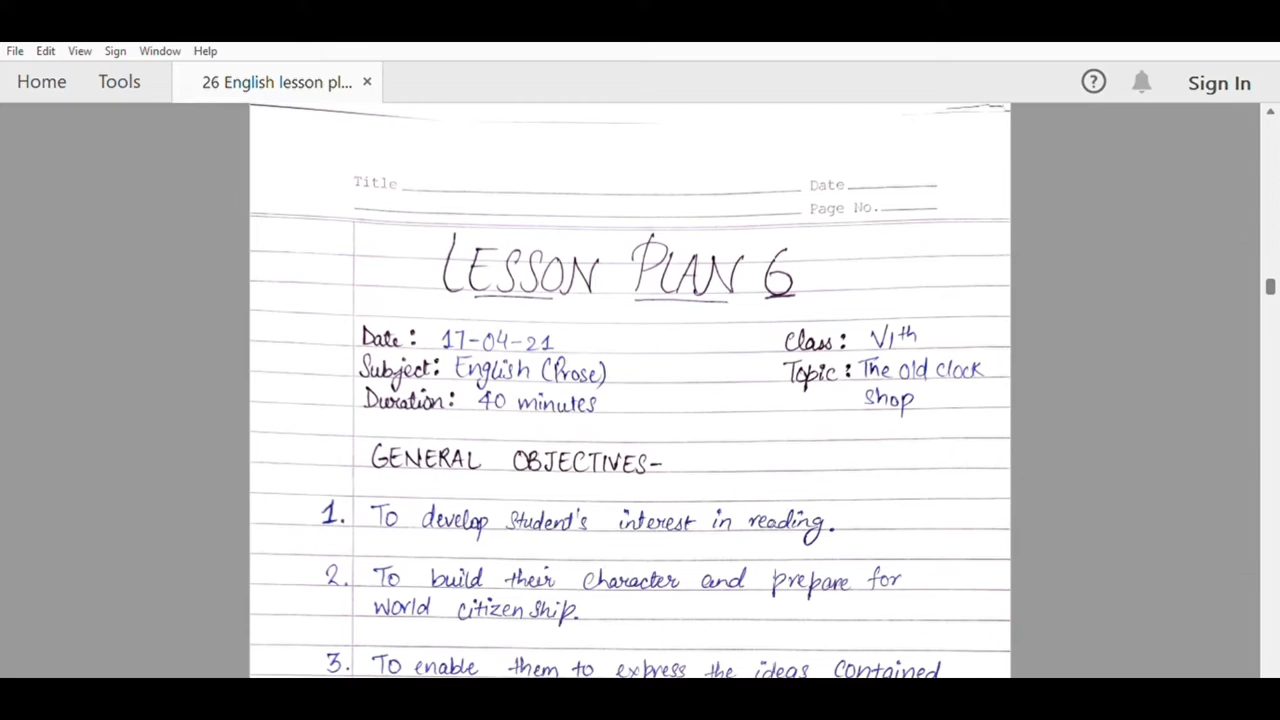 File Edit View Sign Window Help
Home Tools 26 English lesson pl... × ? Sign In
Title Date
Page No.
LESSON PLAN 6
Date: 17-04-21 Class: VIth
Subject: English (Prose) Topic: The old clock
Duration: 40 minutes shop
GENERAL OBJECTIVES-
1. To develop student's interest in reading.
2. To build their character and prepare for
world citizenship.
3. To enable them to express the ideas contained